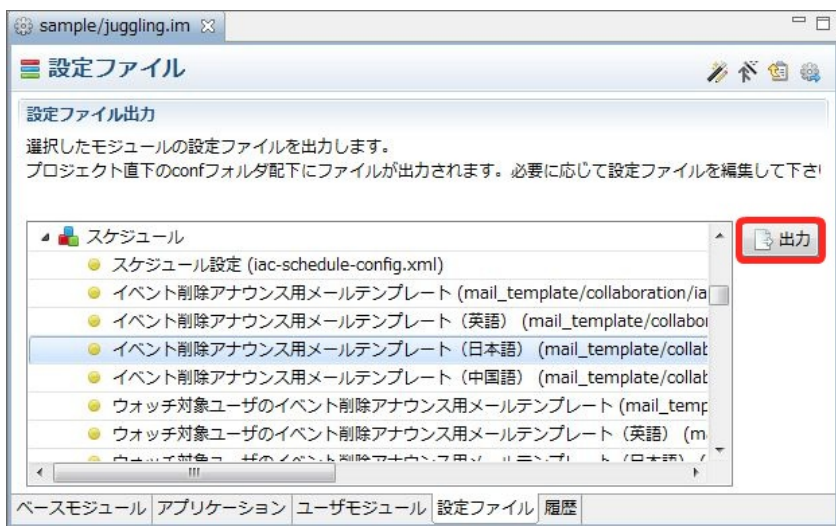 sample/juggling.im
設定ファイル
設定ファイル出力
選択したモジュールの設定ファイルを出力します。
プロジェクト直下のconfフォルダ配下にファイルが出力されます。必要に応じて設定ファイルを編集して下さ
スケジュール
出力
スケジュール設定 (iac-schedule-config.xml)
イベント削除アナウンス用メールテンプレート (mail_template/collaboration/ia
イベント削除アナウンス用メールテンプレート（英語） (mail_template/collabor
イベント削除アナウンス用メールテンプレート（日本語） (mail_template/collab
イベント削除アナウンス用メールテンプレート（中国語） (mail_template/collab
ウォッチ対象ユーザのイベント削除アナウンス用メールテンプレート (mail_temp
ウォッチ対象ユーザのイベント削除アナウンス用メールテンプレート（英語） (m
ベースモジュール アプリケーション ユーザモジュール 設定ファイル 履歴